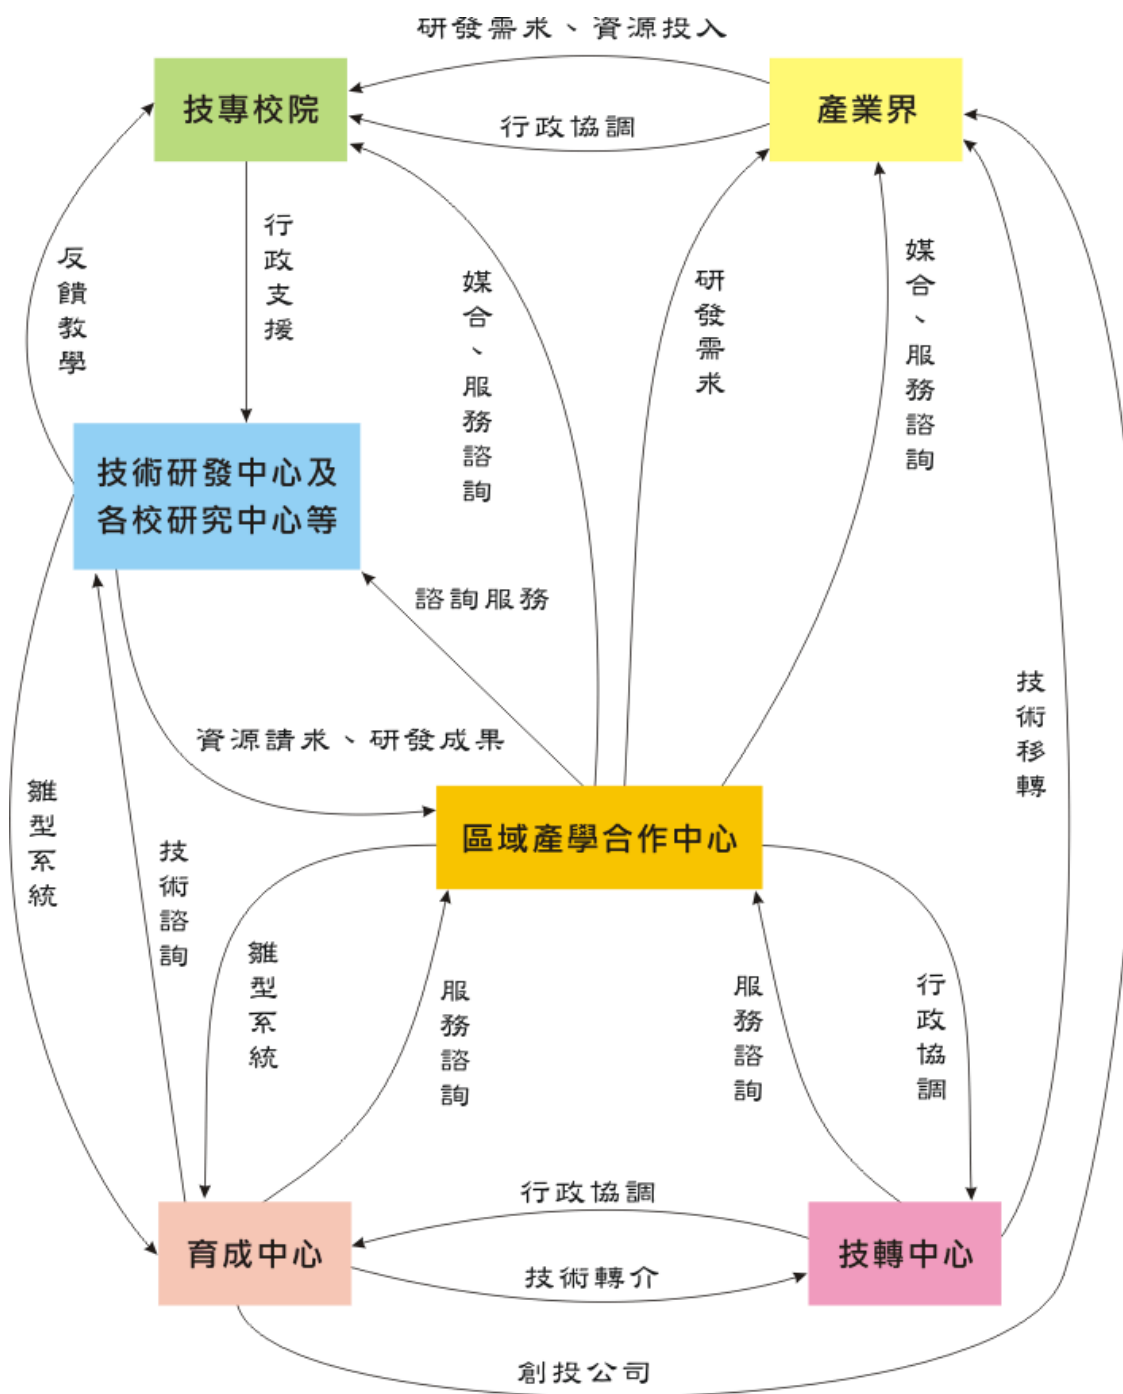 研發需求、資源投入
技專校院
產業界
行政協調
行政支援
反饋教學
媒合、服務諮詢
研發需求
媒合、服務諮詢
技術研發中心及
各校研究中心等
諮詢服務
資源請求、研發成果
技術移轉
雛型系統
技術諮詢
區域產學合作中心
雛型系統
服務諮詢
服務諮詢
行政協調
行政協調
育成中心
技轉中心
技術轉介
創投公司